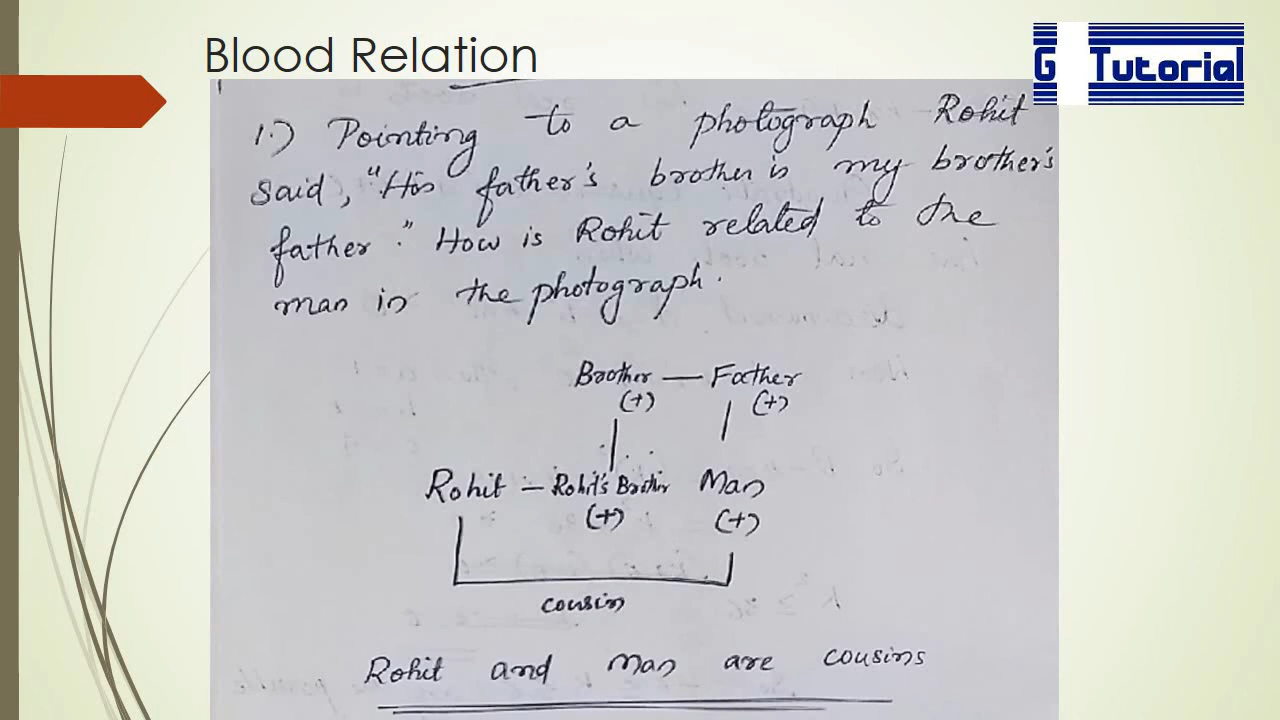 Blood Relation
G Tutorial
1.) Pointing to a photograph Rohit
said, "His father's brother is my brother's
father." How is Rohit related to the
man in the photograph.
Brother — Father
(+) (+)
Rohit — Rohit's Brother Man
(+) (+)
cousin
Rohit and man are cousins